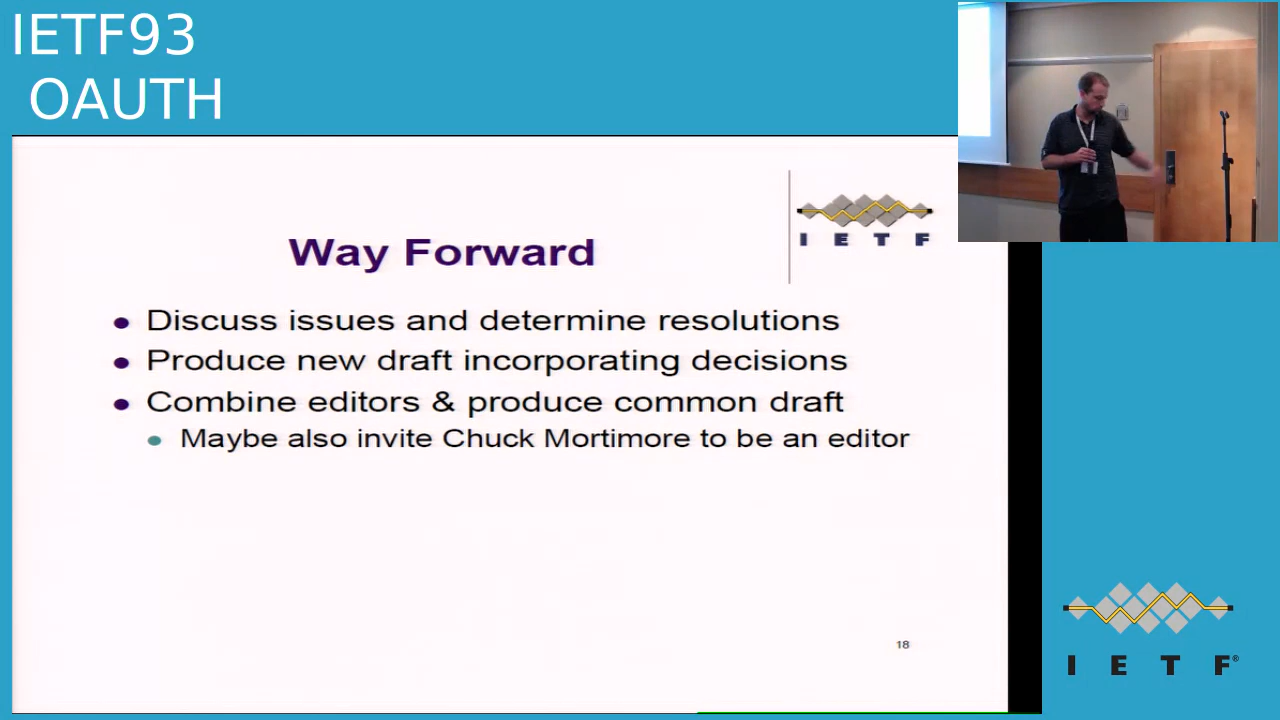 IETF93
OAUTH
I E T F
Way Forward
Discuss issues and determine resolutions
Produce new draft incorporating decisions
Combine editors & produce common draft
Maybe also invite Chuck Mortimore to be an editor
18
I E T F®